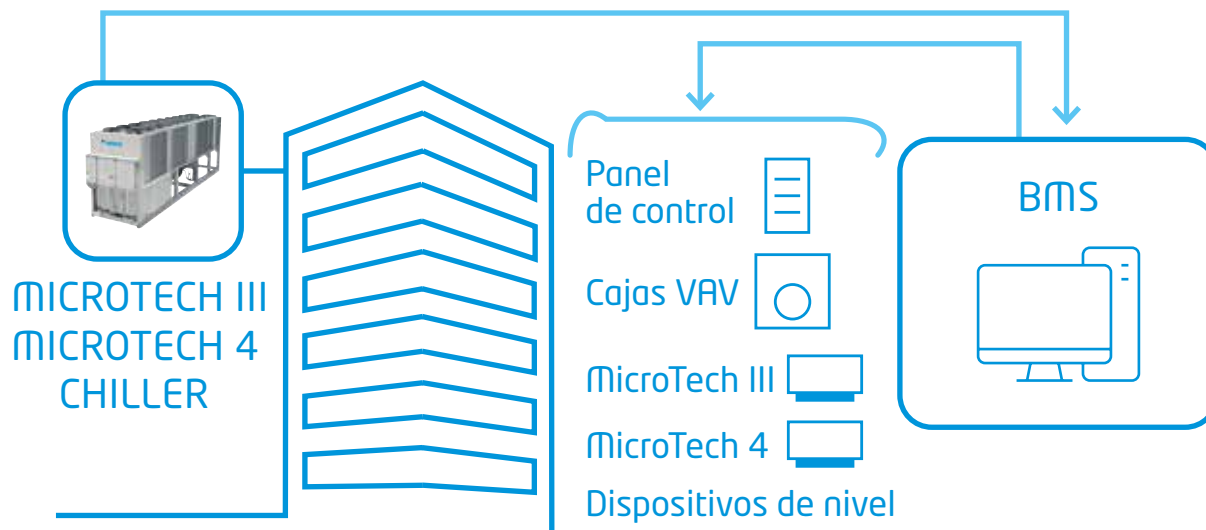 MICROTECH III
MICROTECH 4
CHILLER
Panel
de control
Cajas VAV
MicroTech III
MicroTech 4
Dispositivos de nivel
BMS